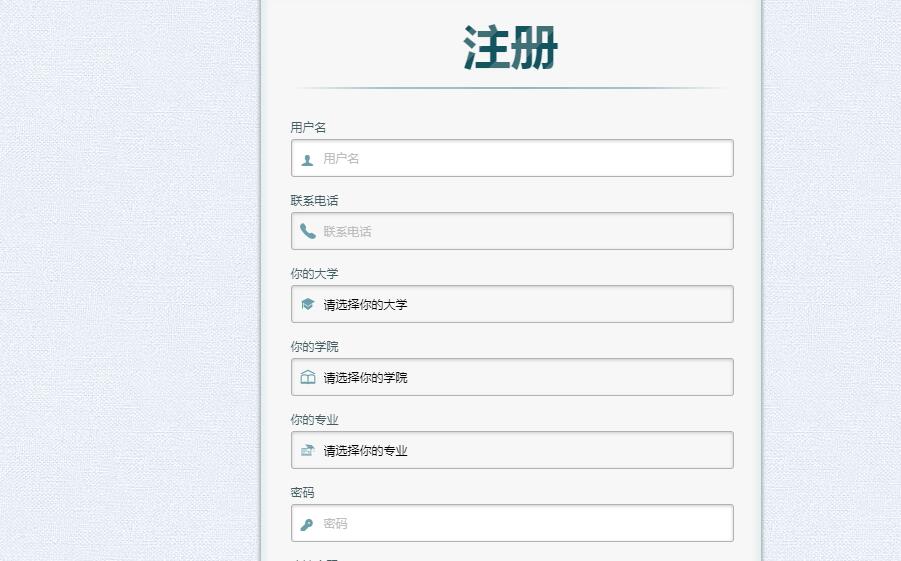 注册
用户名
用户名
联系电话
联系电话
你的大学
请选择你的大学
你的学院
请选择你的学院
你的专业
请选择你的专业
密码
密码